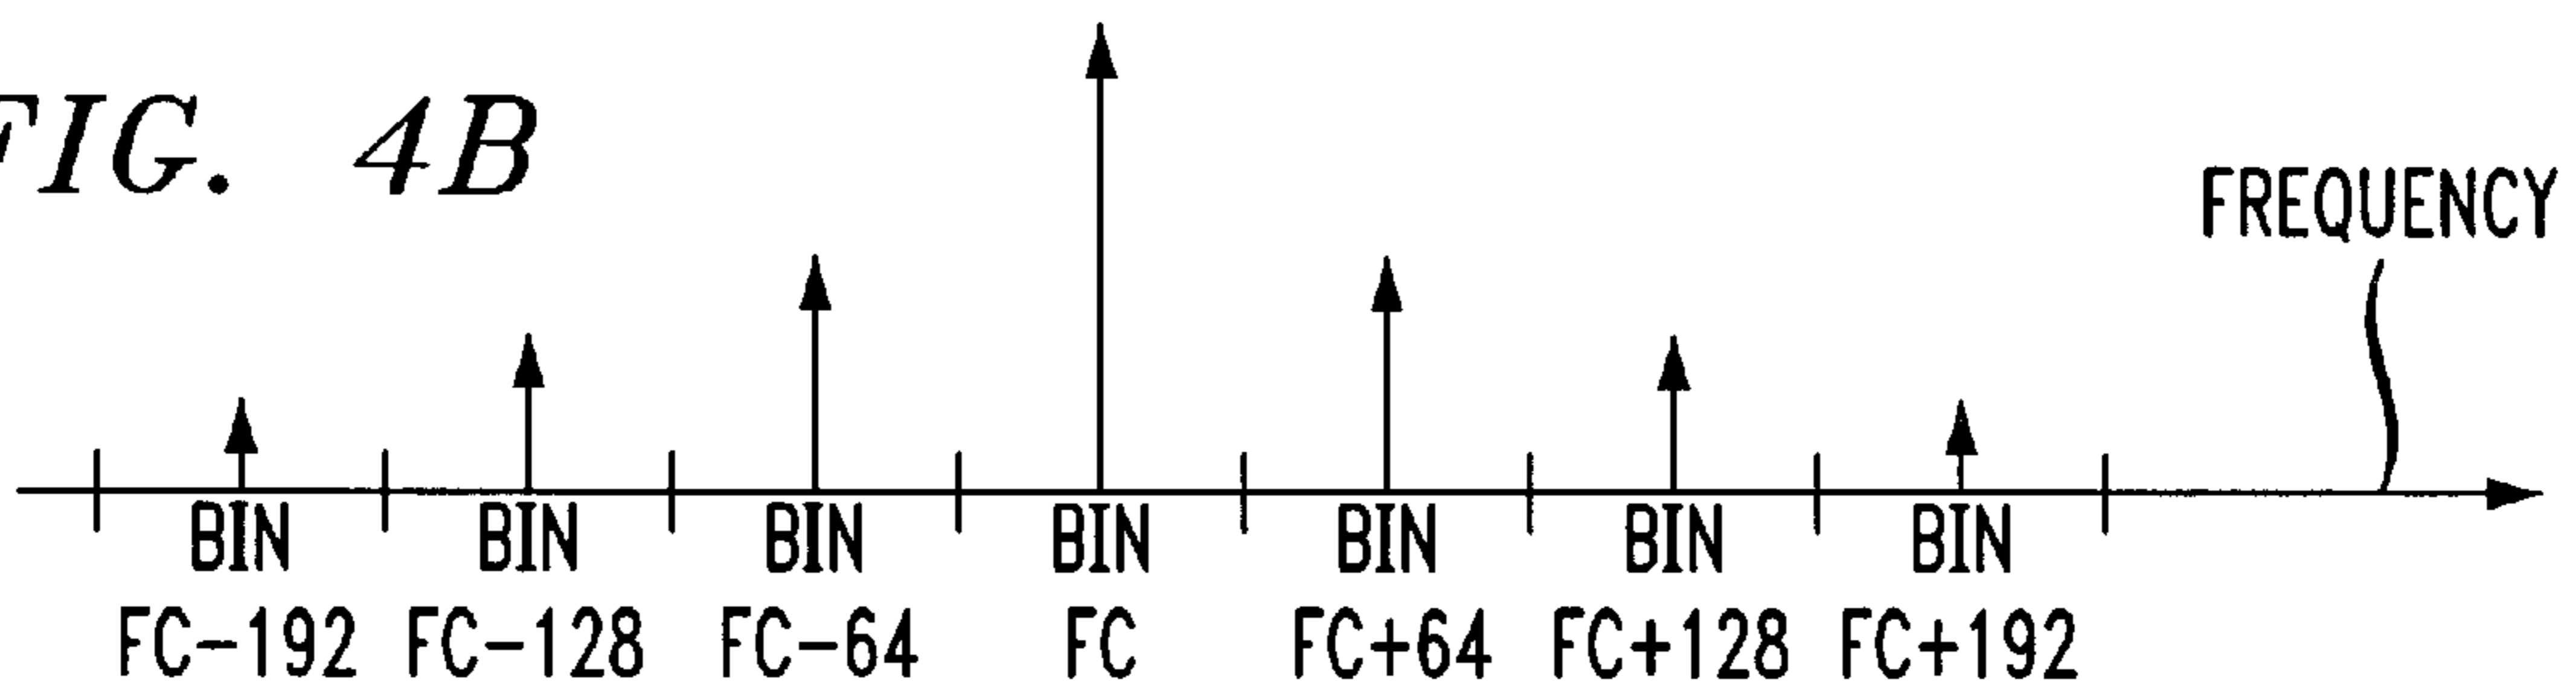 FIG. 4B
FREQUENCY
BIN BIN BIN BIN BIN BIN BIN
FC-192 FC-128 FC-64 FC FC+64 FC+128 FC+192